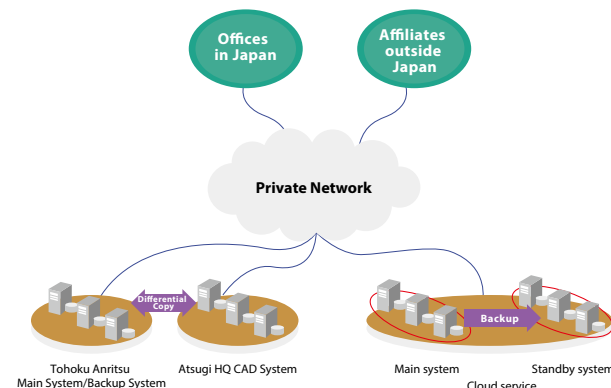 Offices
in Japan
Affiliates
outside
Japan
Private Network
Differential
Copy
Backup
Tohoku Anritsu
Main System/Backup System
Atsugi HQ CAD System
Main system
Standby system
Cloud service